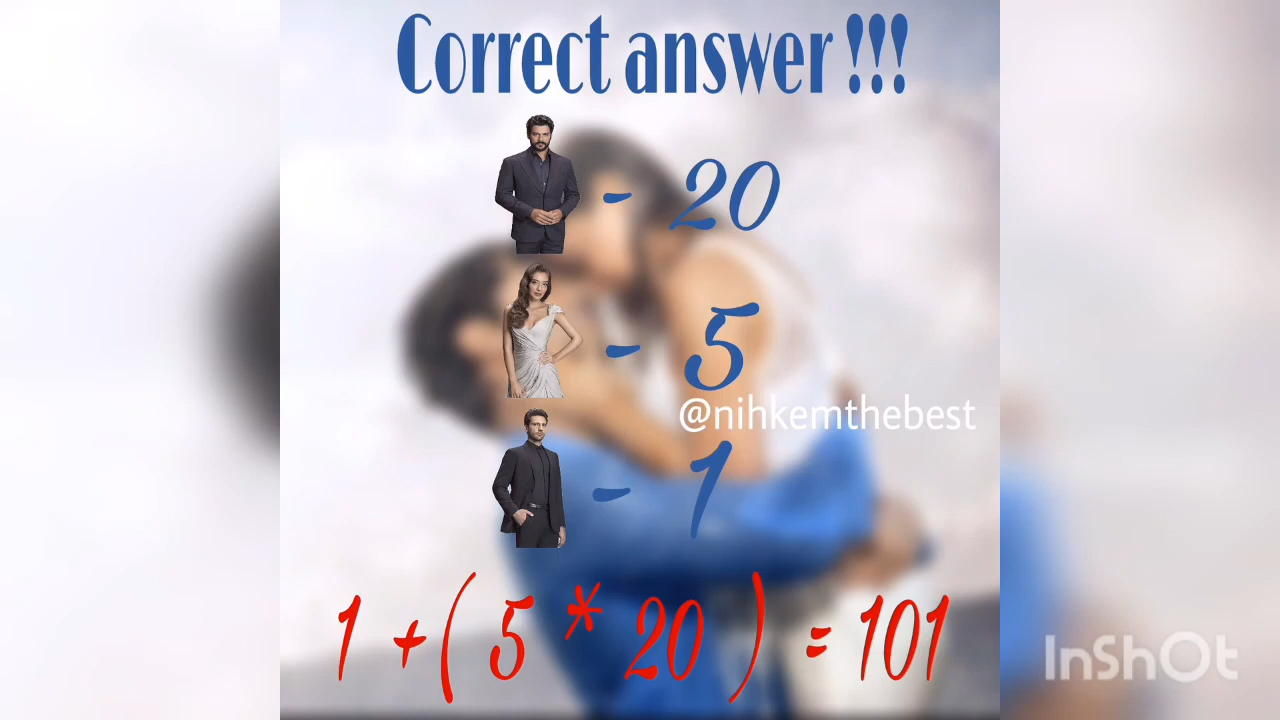 Correct answer !!!
- 20
- 5
@nihkemthebest
- 1
1 + ( 5 * 20 ) = 101
InShOt